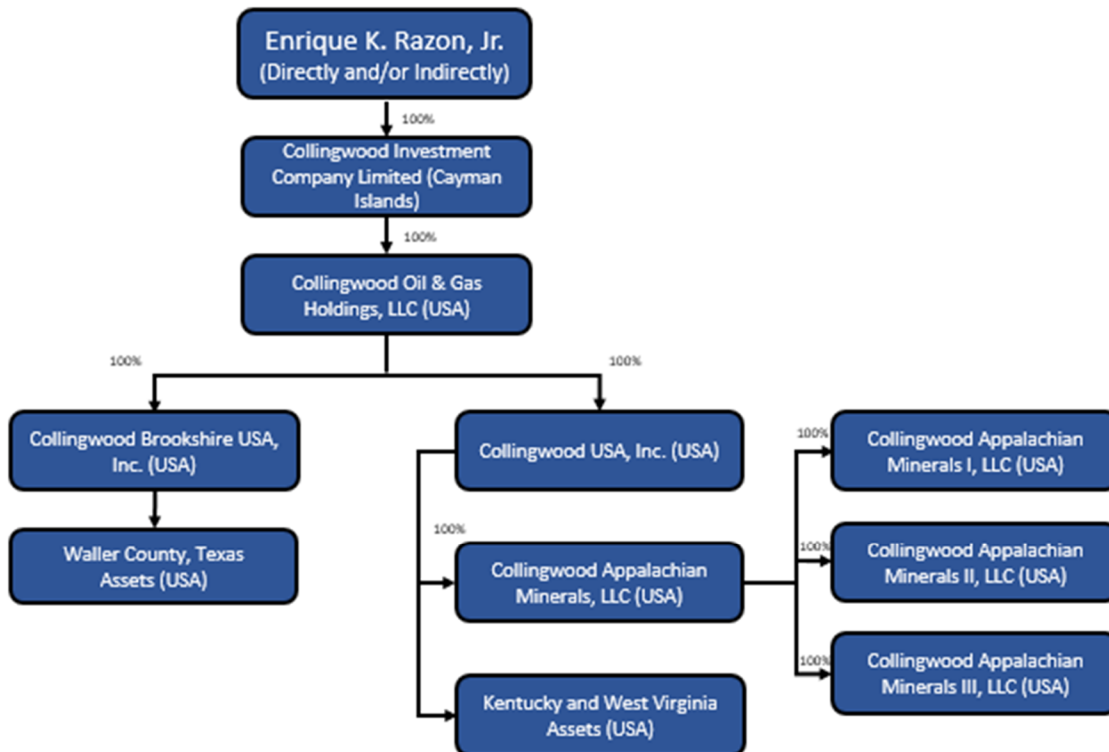 Enrique K. Razon, Jr.
(Directly and/or Indirectly)
100%
Collingwood Investment
Company Limited (Cayman
Islands)
100%
Collingwood Oil & Gas
Holdings, LLC (USA)
100%
100%
Collingwood Brookshire USA,
Inc. (USA)
Waller County, Texas
Assets (USA)
Collingwood USA, Inc. (USA)
100%
Collingwood Appalachian
Minerals, LLC (USA)
Kentucky and West Virginia
Assets (USA)
100%
Collingwood Appalachian
Minerals I, LLC (USA)
100%
Collingwood Appalachian
Minerals II, LLC (USA)
100%
Collingwood Appalachian
Minerals III, LLC (USA)